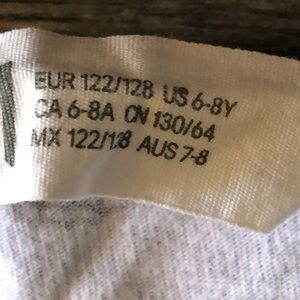 EUR 122/128 US 6-8Y
CA 6-8A CN 130/64
MX 122/128 AUS 7-8